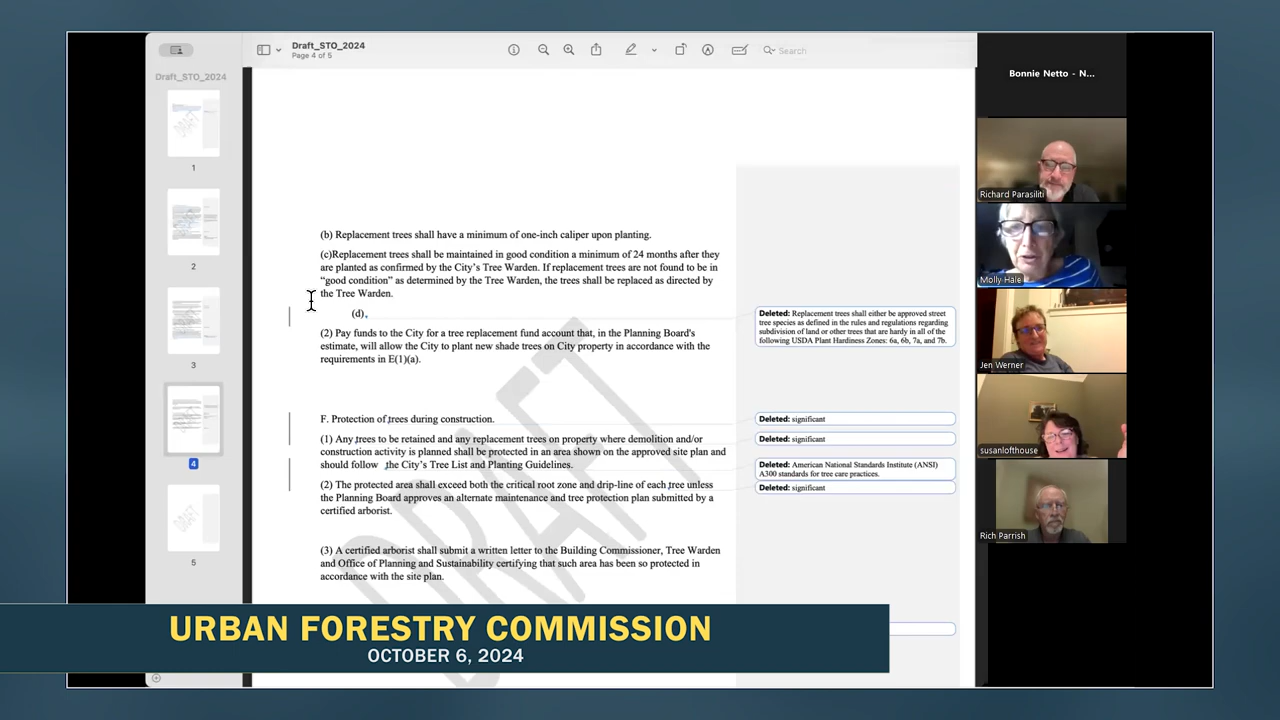 Draft_STO_2024
Page 4 of 5
Search
Draft_STO_2024
1
2
3
4
5
(b) Replacement trees shall have a minimum of one-inch caliper upon planting.
(c)Replacement trees shall be maintained in good condition a minimum of 24 months after they
are planted as confirmed by the City's Tree Warden. If replacement trees are not found to be in
“good condition” as determined by the Tree Warden, the trees shall be replaced as directed by
the Tree Warden.
(d)
(2) Pay funds to the City for a tree replacement fund account that, in the Planning Board's
estimate, will allow the City to plant new shade trees on City property in accordance with the
requirements in E(1)(a).
F. Protection of trees during construction.
(1) Any trees to be retained and any replacement trees on property where demolition and/or
construction activity is planned shall be protected in an area shown on the approved site plan and
should follow the City's Tree List and Planting Guidelines.
(2) The protected area shall exceed both the critical root zone and drip-line of each tree unless
the Planning Board approves an alternate maintenance and tree protection plan submitted by a
certified arborist.
(3) A certified arborist shall submit a written letter to the Building Commissioner, Tree Warden
and Office of Planning and Sustainability certifying that such area has been so protected in
accordance with the site plan.
DRAFT
Deleted: Replacement trees shall either be approved street
tree species as defined in the rules and regulations regarding
subdivision of land or other trees that are hardy in all of the
following USDA Plant Hardiness Zones: 6a, 6b, 7a, and 7b.
Deleted: significant
Deleted: significant
Deleted: American National Standards Institute (ANSI)
A300 standards for tree care practices.
Deleted: significant
Bonnie Netto - N...
Richard Parasiliti
Molly Hale
Jen Werner
susanlofthouse
Rich Parrish
URBAN FORESTRY COMMISSION
OCTOBER 6, 2024